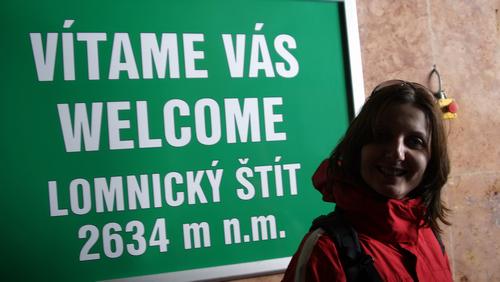 VÍTAME VÁS
WELCOME
LOMNICKÝ ŠTÍT
2634 m n.m.